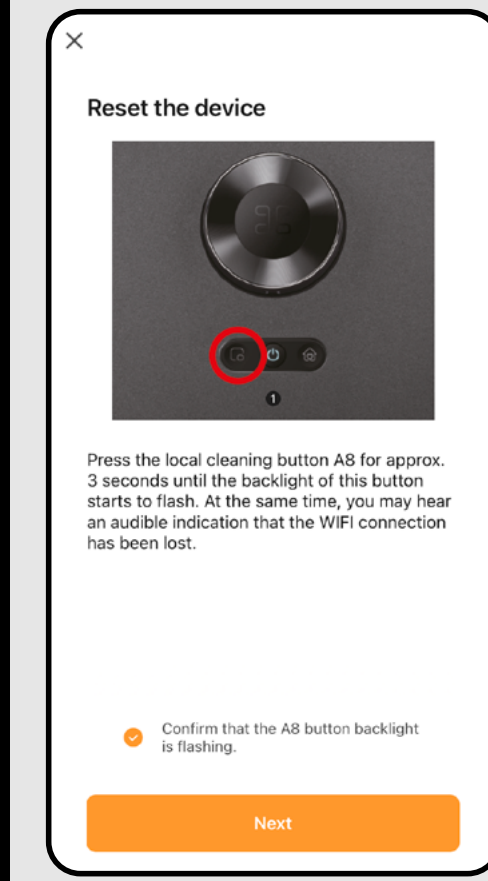 Reset the device
1
Press the local cleaning button A8 for approx.
3 seconds until the backlight of this button
starts to flash. At the same time, you may hear
an audible indication that the WIFI connection
has been lost.
Confirm that the A8 button backlight
is flashing.
Next